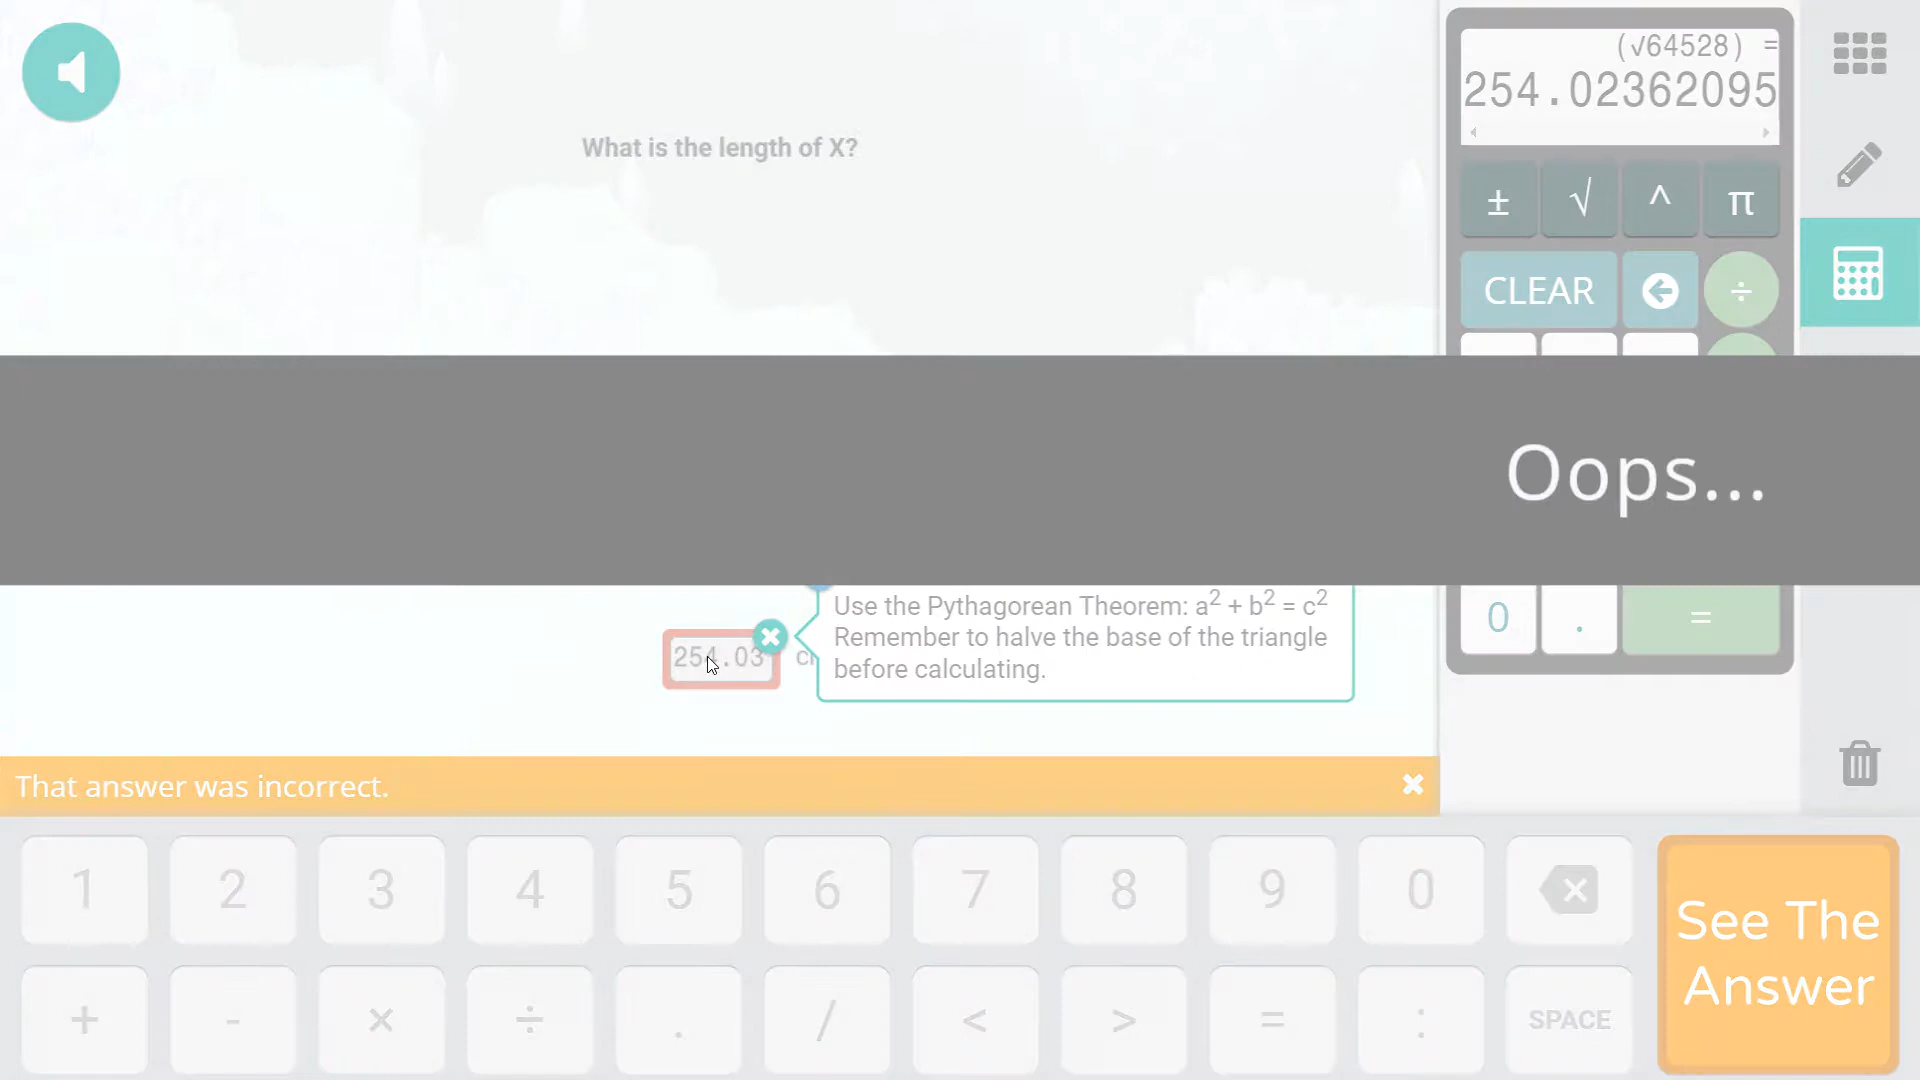 What is the length of X?
(√64528) =
254.02362095
± √ ^ π
CLEAR ÷
Oops...
Use the Pythagorean Theorem: a² + b² = c²
Remember to halve the base of the triangle
before calculating.
254.03
0 . =
That answer was incorrect.
1 2 3 4 5 6 7 8 9 0
+ - × ÷ . / < > = : SPACE
See The
Answer